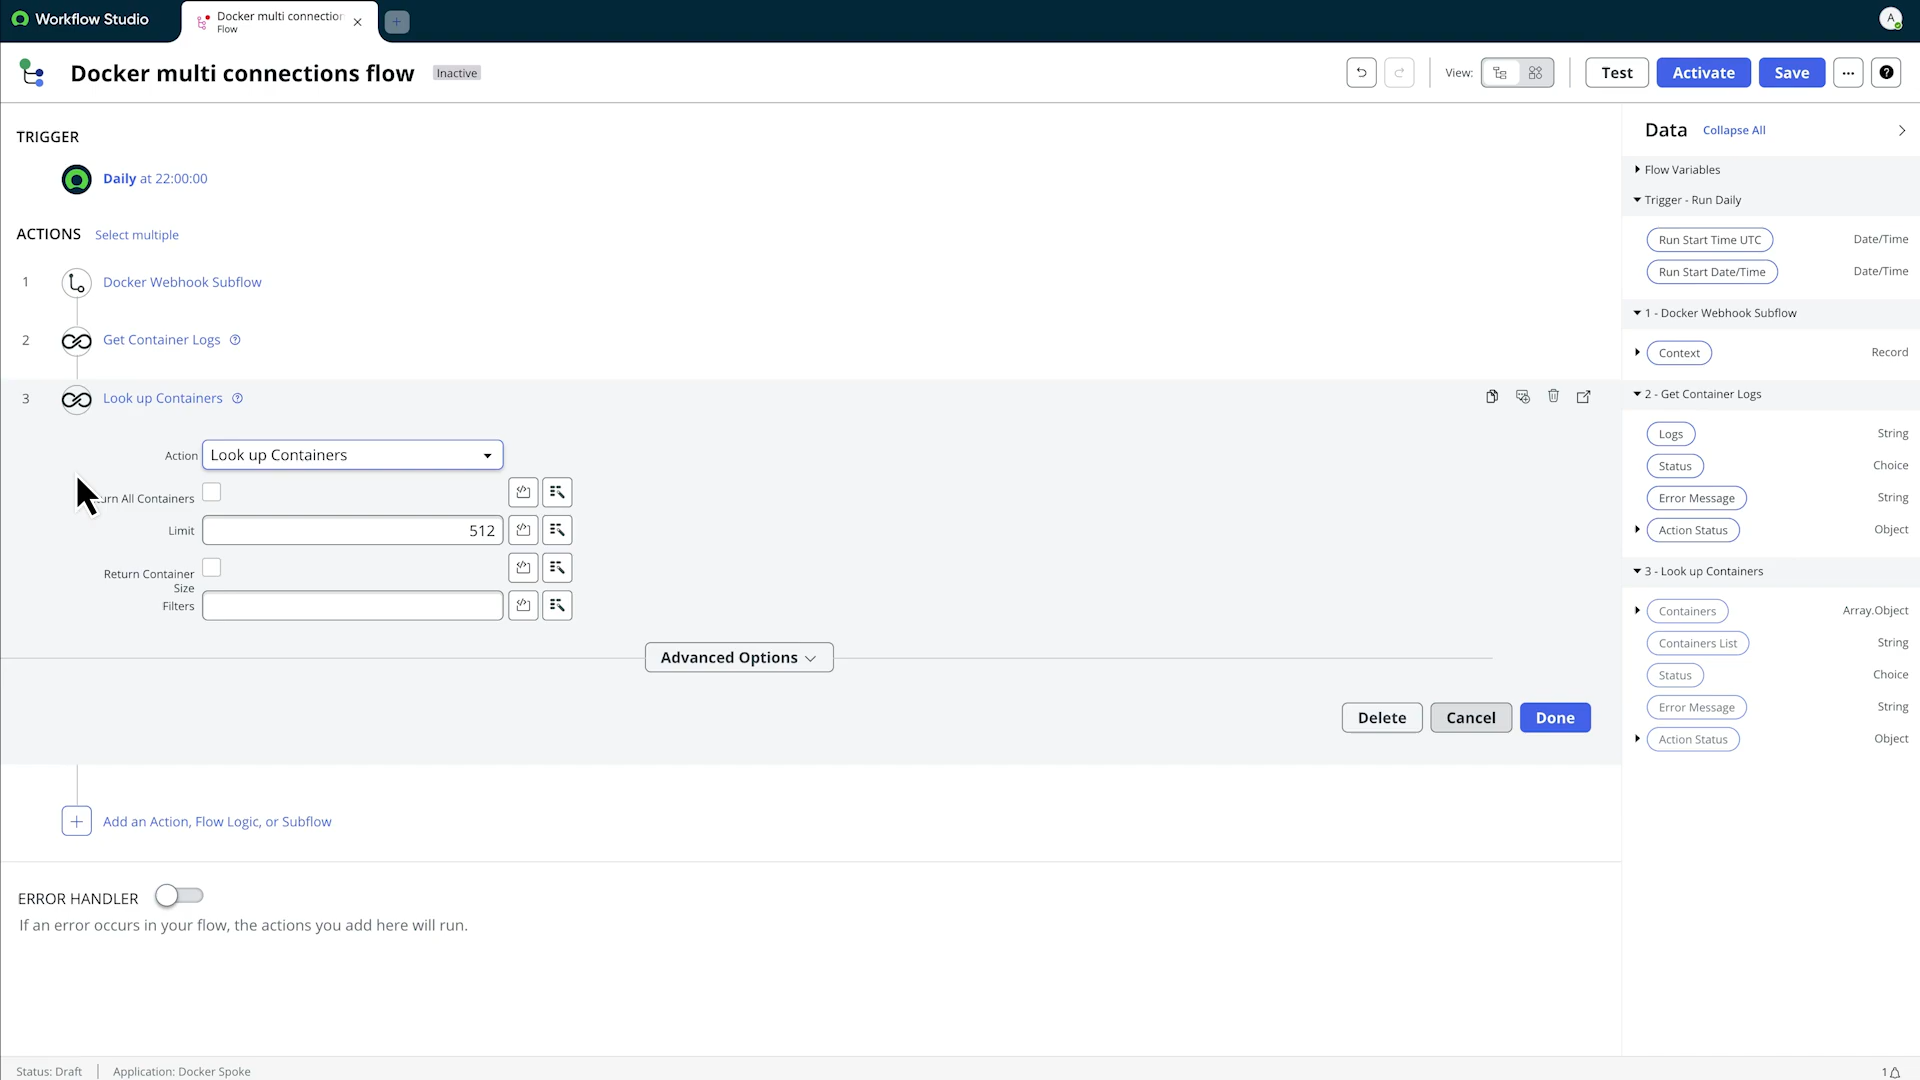 Workflow Studio
Docker multi connection
Flow
A
Docker multi connections flow
Inactive
View:
Test
Activate
Save
TRIGGER
Daily at 22:00:00
ACTIONS
Select multiple
1
Docker Webhook Subflow
2
Get Container Logs
3
Look up Containers
Action
Look up Containers
urn All Containers
Limit
512
Return Container
Size
Filters
Advanced Options
Delete
Cancel
Done
Add an Action, Flow Logic, or Subflow
ERROR HANDLER
If an error occurs in your flow, the actions you add here will run.
Data
Collapse All
Flow Variables
Trigger - Run Daily
Run Start Time UTC
Date/Time
Run Start Date/Time
Date/Time
1 - Docker Webhook Subflow
Context
Record
2 - Get Container Logs
Logs
String
Status
Choice
Error Message
String
Action Status
Object
3 - Look up Containers
Containers
Array.Object
Containers List
String
Status
Choice
Error Message
String
Action Status
Object
Status: Draft
Application: Docker Spoke
1